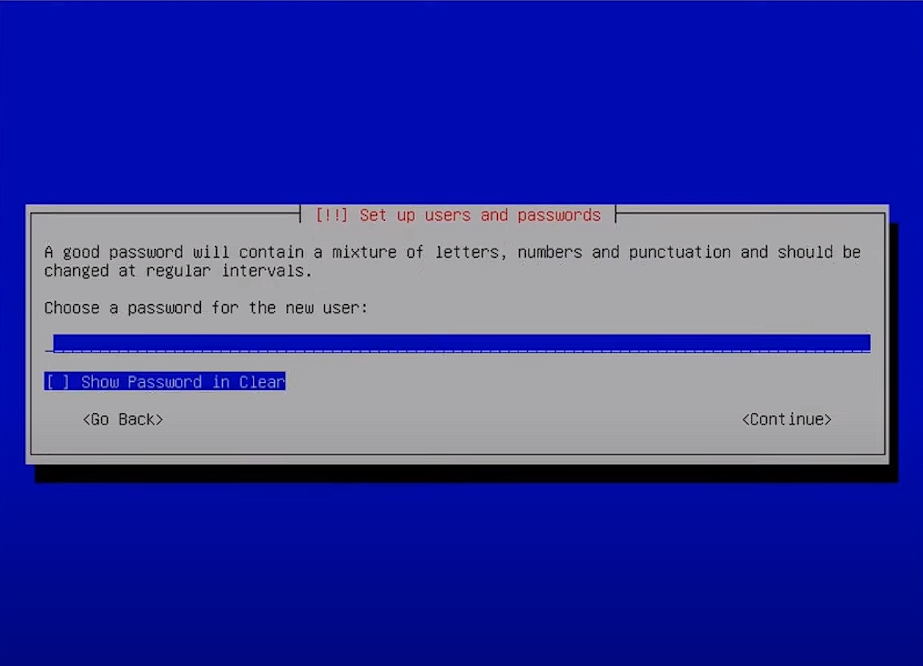 [!!] Set up users and passwords
A good password will contain a mixture of letters, numbers and punctuation and should be
changed at regular intervals.
Choose a password for the new user:
[ ] Show Password in Clear
<Go Back> <Continue>